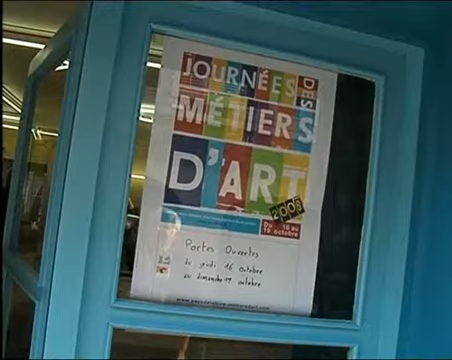 JOURNÉES DES
MÉTIERS
D'ART
2008
Du 16 au
19 octobre
Portes Ouvertes
du jeudi 16 octobre
au dimanche 19 octobre